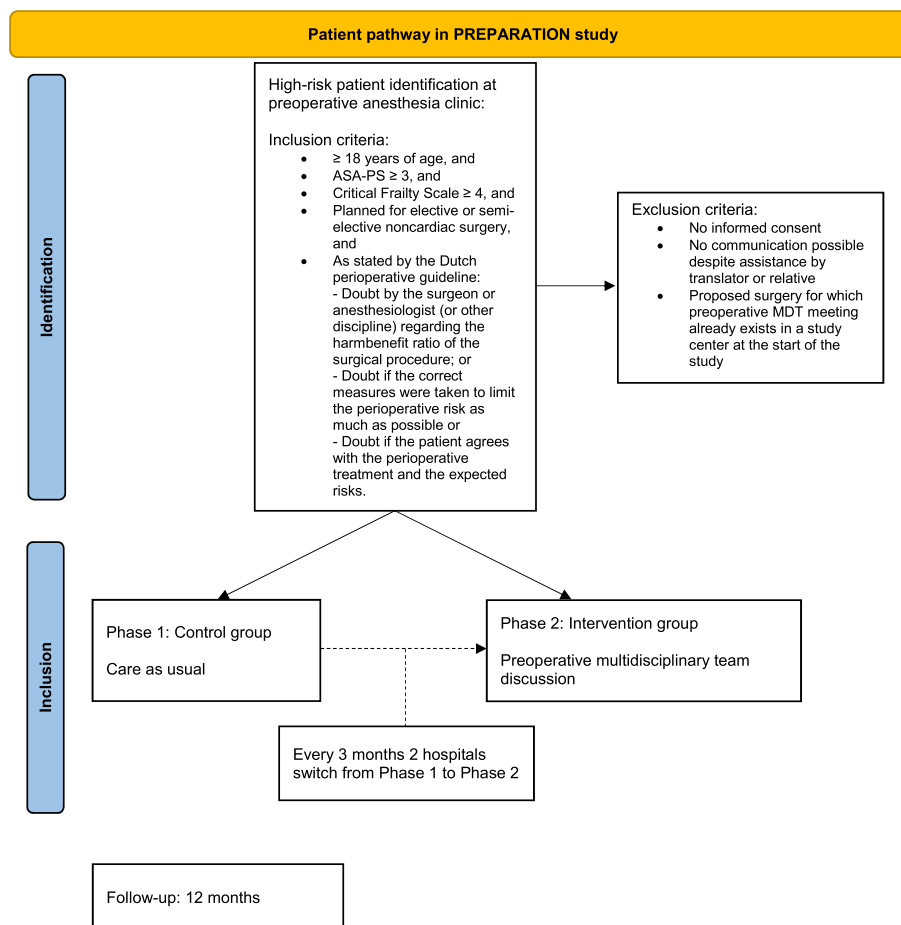 Patient pathway in PREPARATION study
Identification
High-risk patient identification at
preoperative anesthesia clinic:
Inclusion criteria:
• ≥ 18 years of age, and
• ASA-PS ≥ 3, and
• Critical Frailty Scale ≥ 4, and
• Planned for elective or semi-
elective noncardiac surgery,
and
• As stated by the Dutch
perioperative guideline:
- Doubt by the surgeon or
anesthesiologist (or other
discipline) regarding the
harmbenefit ratio of the
surgical procedure; or
- Doubt if the correct
measures were taken to limit
the perioperative risk as
much as possible or
- Doubt if the patient agrees
with the perioperative
treatment and the expected
risks.
Exclusion criteria:
• No informed consent
• No communication possible
despite assistance by
translator or relative
• Proposed surgery for which
preoperative MDT meeting
already exists in a study
center at the start of the
study
Inclusion
Phase 1: Control group
Care as usual
Phase 2: Intervention group
Preoperative multidisciplinary team
discussion
Every 3 months 2 hospitals
switch from Phase 1 to Phase 2
Follow-up: 12 months